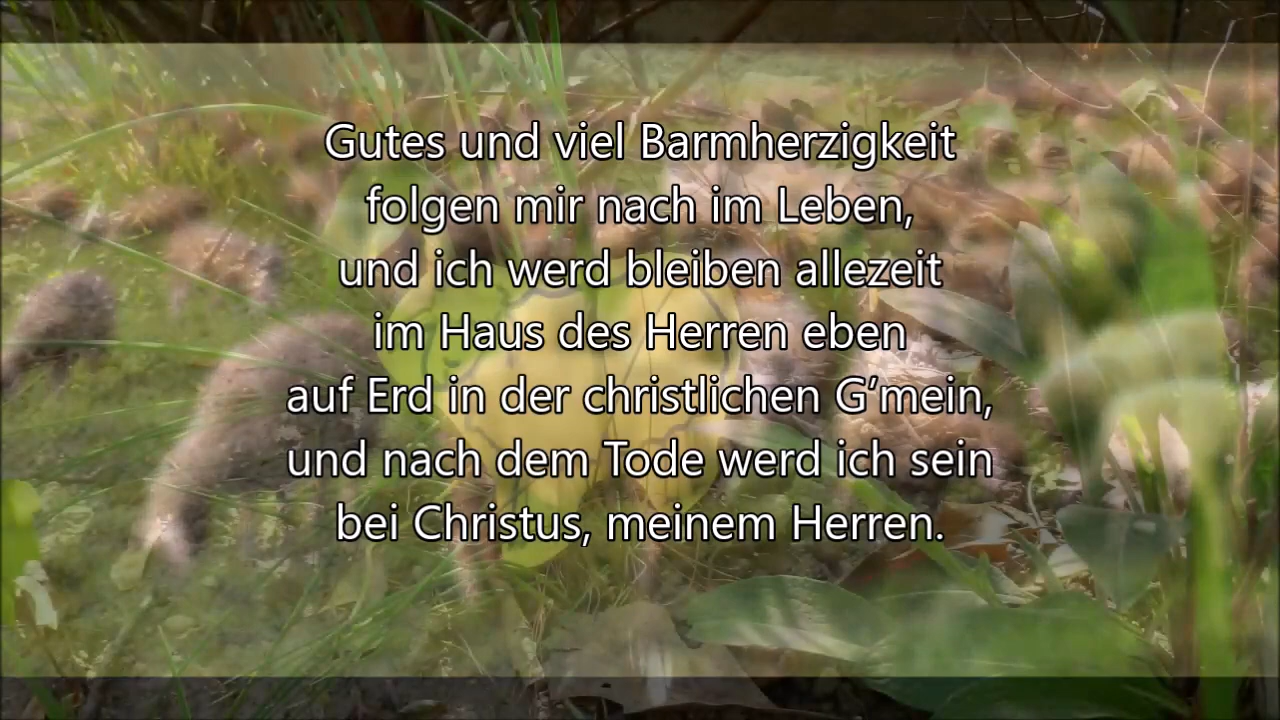 Gutes und viel Barmherzigkeit
folgen mir nach im Leben,
und ich werd bleiben allezeit
im Haus des Herren eben
auf Erd in der christlichen G’mein,
und nach dem Tode werd ich sein
bei Christus, meinem Herren.